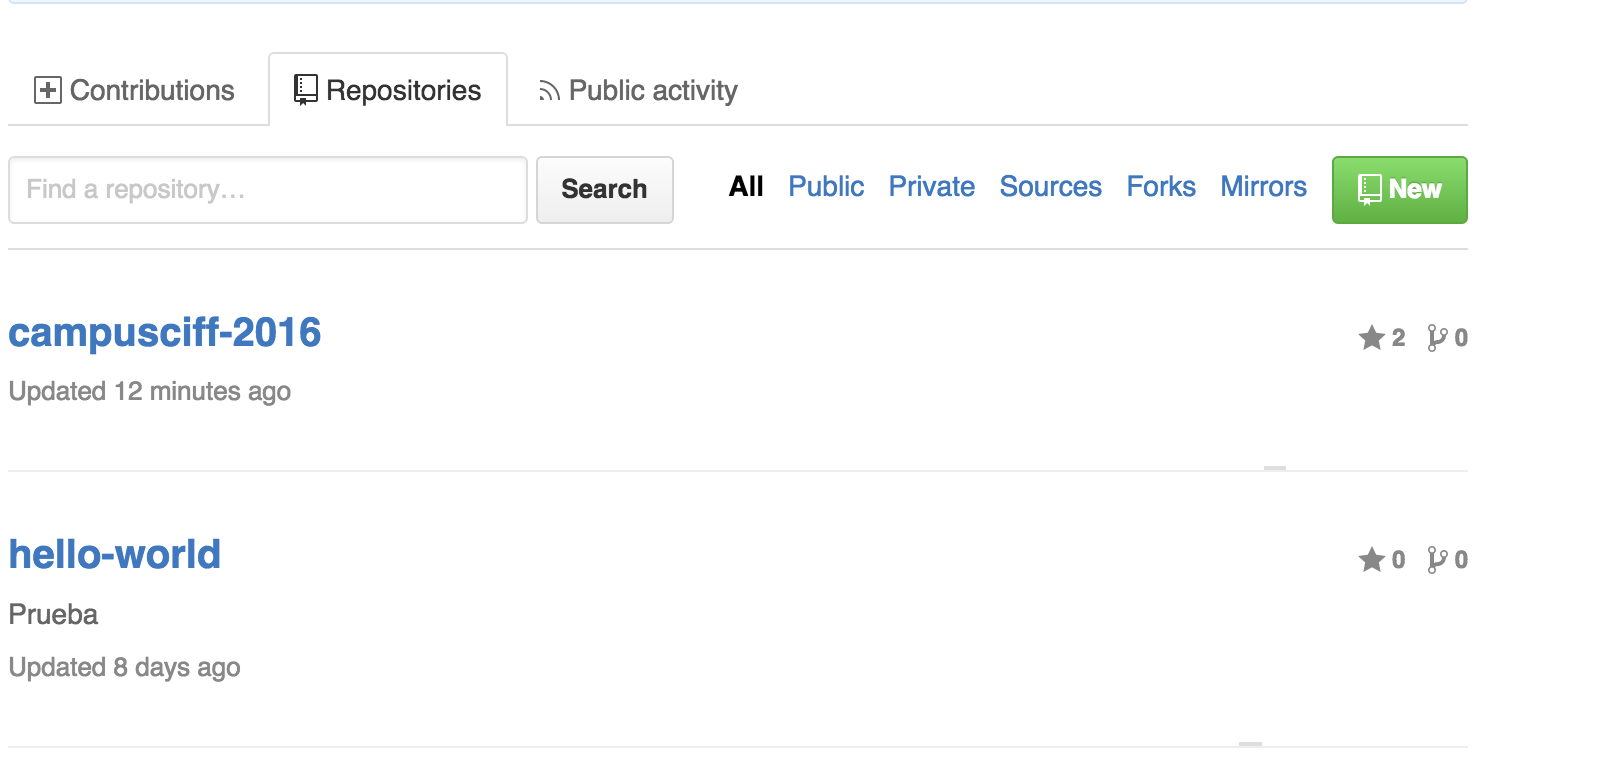 Contributions Repositories Public activity
Find a repository… Search All Public Private Sources Forks Mirrors New
campusciff-2016 2 0
Updated 12 minutes ago
hello-world 0 0
Prueba
Updated 8 days ago